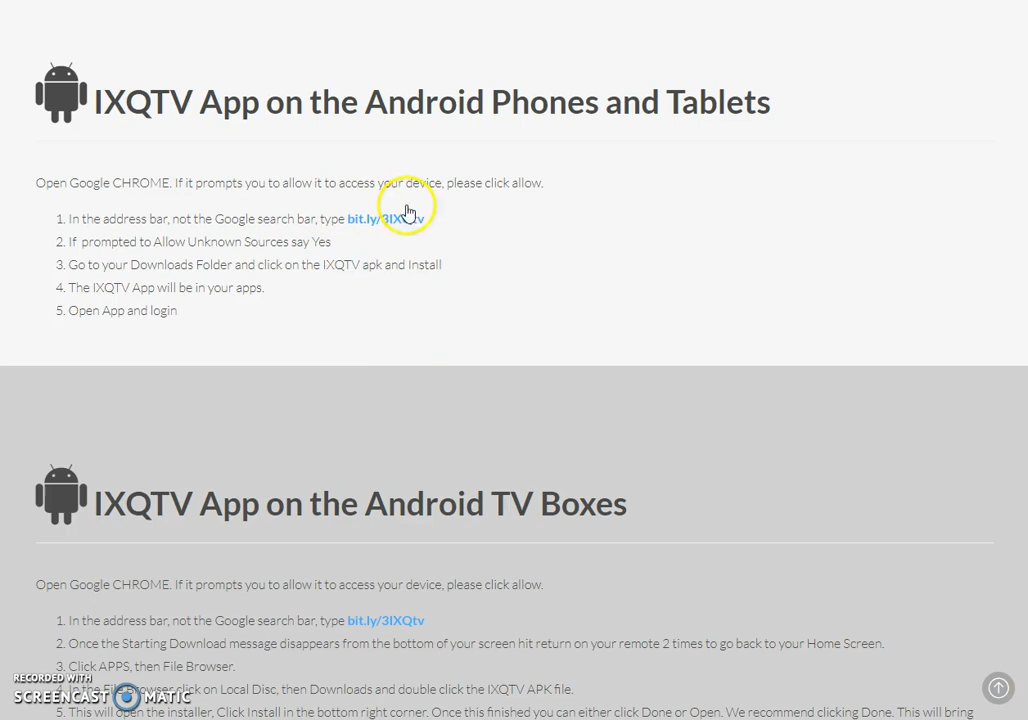 IXQTV App on the Android Phones and Tablets
Open Google CHROME. If it prompts you to allow it to access your device, please click allow.
1. In the address bar, not the Google search bar, type bit.ly/3IXQtv
2. If prompted to Allow Unknown Sources say Yes
3. Go to your Downloads Folder and click on the IXQTV apk and Install
4. The IXQTV App will be in your apps.
5. Open App and login
IXQTV App on the Android TV Boxes
Open Google CHROME. If it prompts you to allow it to access your device, please click allow.
1. In the address bar, not the Google search bar, type bit.ly/3IXQtv
2. Once the Starting Download message disappears from the bottom of your screen hit return on your remote 2 times to go back to your Home Screen.
3. Click APPS, then File Browser.
RECORDED WITH
4. In the File Browser click on Local Disc, then Downloads and double click the IXQTV APK file.
SCREENCAST MATIC
5. This will open the installer, Click Install in the bottom right corner. Once this finished you can either click Done or Open. We recommend clicking Done. This will bring